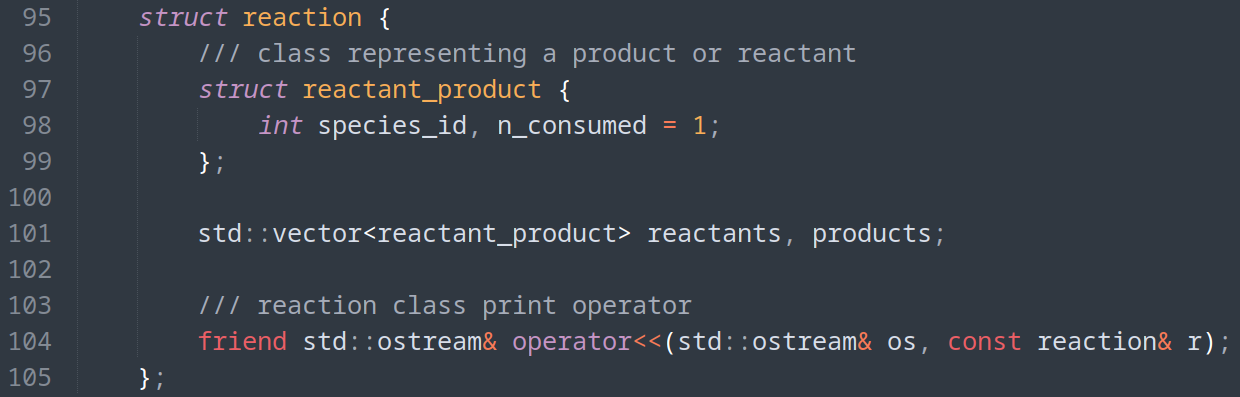 95 struct reaction {
96 /// class representing a product or reactant
97 struct reactant_product {
98 int species_id, n_consumed = 1;
99 };
100
101 std::vector<reactant_product> reactants, products;
102
103 /// reaction class print operator
104 friend std::ostream& operator<<(std::ostream& os, const reaction& r);
105 };